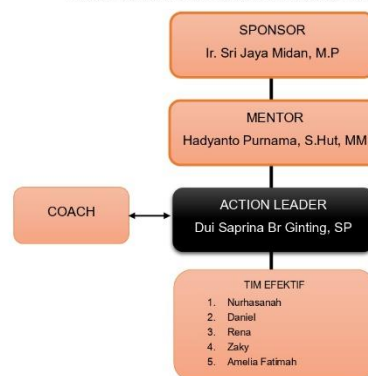 SPONSOR
Ir. Sri Jaya Midan, M.P
MENTOR
Hadyanto Purnama, S.Hut, MM
COACH
ACTION LEADER
Dui Saprina Br Ginting, SP
TIM EFEKTIF
1. Nurhasanah
2. Daniel
3. Rena
4. Zaky
5. Amelia Fatimah